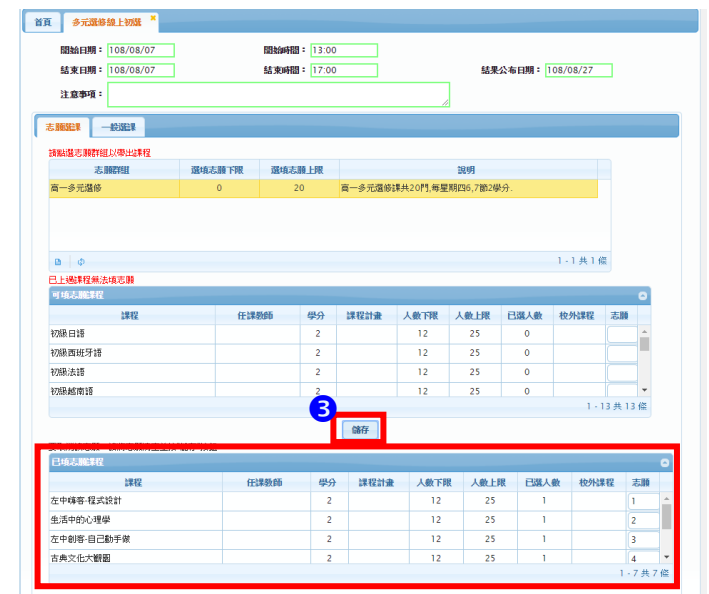 首頁 多元選修線上初選
開始日期： 108/08/07 開始時間： 13:00
結束日期： 108/08/07 結束時間： 17:00 結果公布日期： 108/08/27
注意事項：
志願選課 一般選課
請點選志願群組以帶出課程
志願群組 選填志願下限 選填志願上限 說明
高一多元選修 0 20 高一多元選修課共20門,每星期四6,7節2學分.
1 - 1 共 1 條
已上過課程無法填志願
可填志願課程
課程 任課教師 學分 課程計畫 人數下限 人數上限 已選人數 校外課程 志願
初級日語 2 12 25 0
初級西班牙語 2 12 25 0
初級法語 2 12 25 0
初級越南語 2 12 25 0
1 - 13 共 13 條
3
儲存
已填志願課程
課程 任課教師 學分 課程計畫 人數下限 人數上限 已選人數 校外課程 志願
左中嗨客-程式設計 2 12 25 1 1
生活中的心理學 2 12 25 1 2
左中創客-自己動手做 2 12 25 1 3
古典文化大觀園 2 12 25 1 4
1 - 7 共 7 條